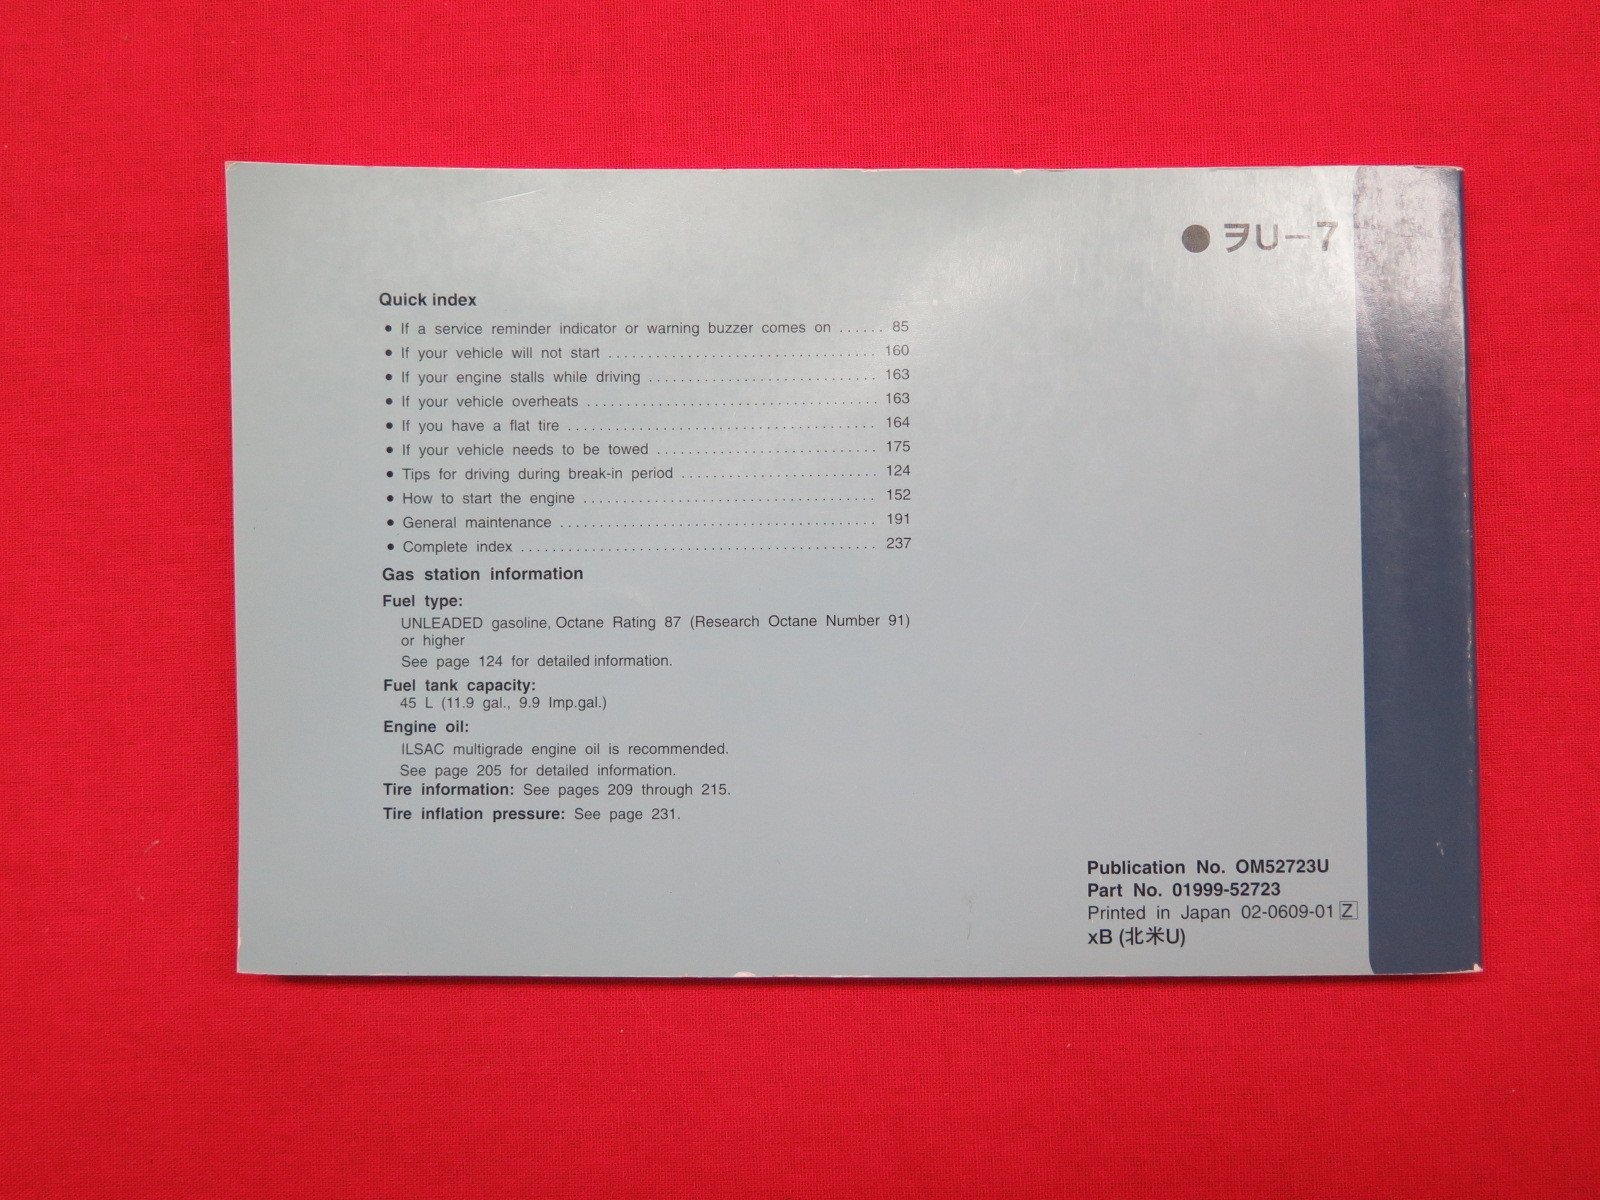 ● ヲU－7
Quick index
● If a service reminder indicator or warning buzzer comes on ...... 85
● If your vehicle will not start .................................. 160
● If your engine stalls while driving ............................. 163
● If your vehicle overheats ..................................... 163
● If you have a flat tire ....................................... 164
● If your vehicle needs to be towed ............................ 175
● Tips for driving during break-in period ......................... 124
● How to start the engine ..................................... 152
● General maintenance ........................................ 191
● Complete index ............................................. 237
Gas station information
Fuel type:
UNLEADED gasoline, Octane Rating 87 (Research Octane Number 91)
or higher
See page 124 for detailed information.
Fuel tank capacity:
45 L (11.9 gal., 9.9 Imp.gal.)
Engine oil:
ILSAC multigrade engine oil is recommended.
See page 205 for detailed information.
Tire information: See pages 209 through 215.
Tire inflation pressure: See page 231.
Publication No. OM52723U
Part No. 01999-52723
Printed in Japan 02-0609-01 Z
xB (北米U)